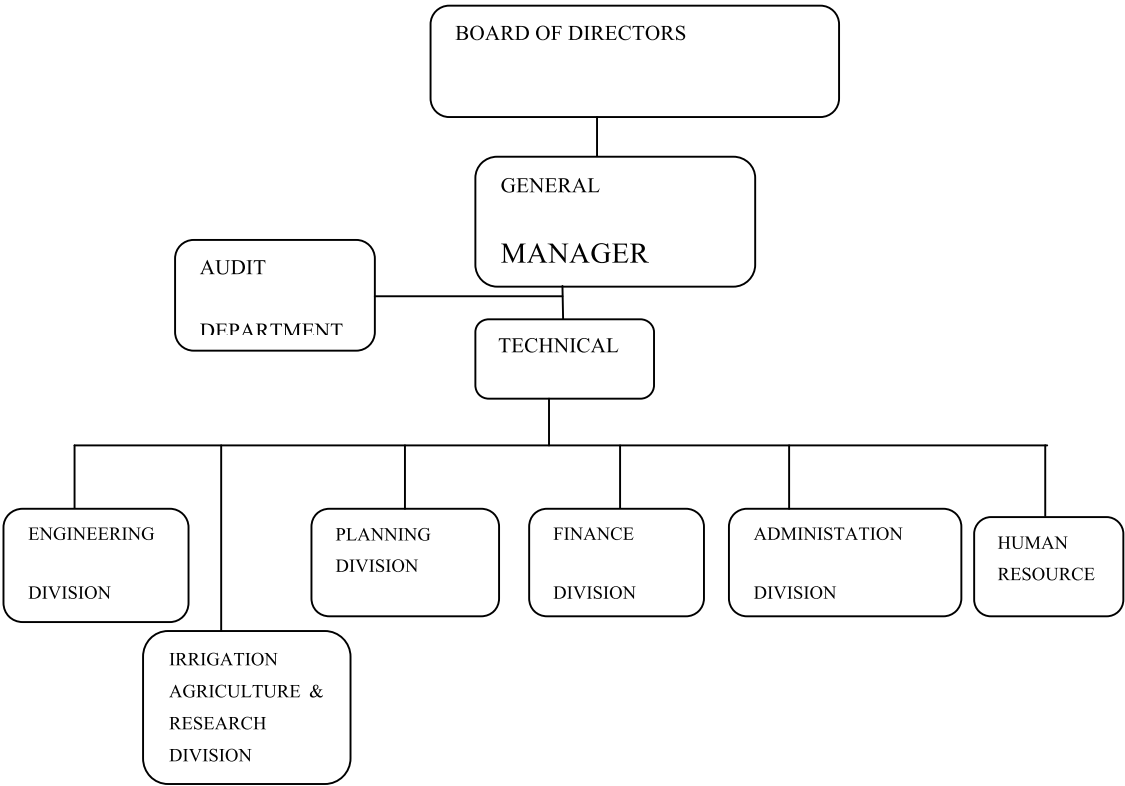 BOARD OF DIRECTORS
GENERAL
MANAGER
AUDIT
DEPARTMENT
TECHNICAL
ENGINEERING
DIVISION
IRRIGATION
AGRICULTURE &
RESEARCH
DIVISION
PLANNING
DIVISION
FINANCE
DIVISION
ADMINISTATION
DIVISION
HUMAN
RESOURCE